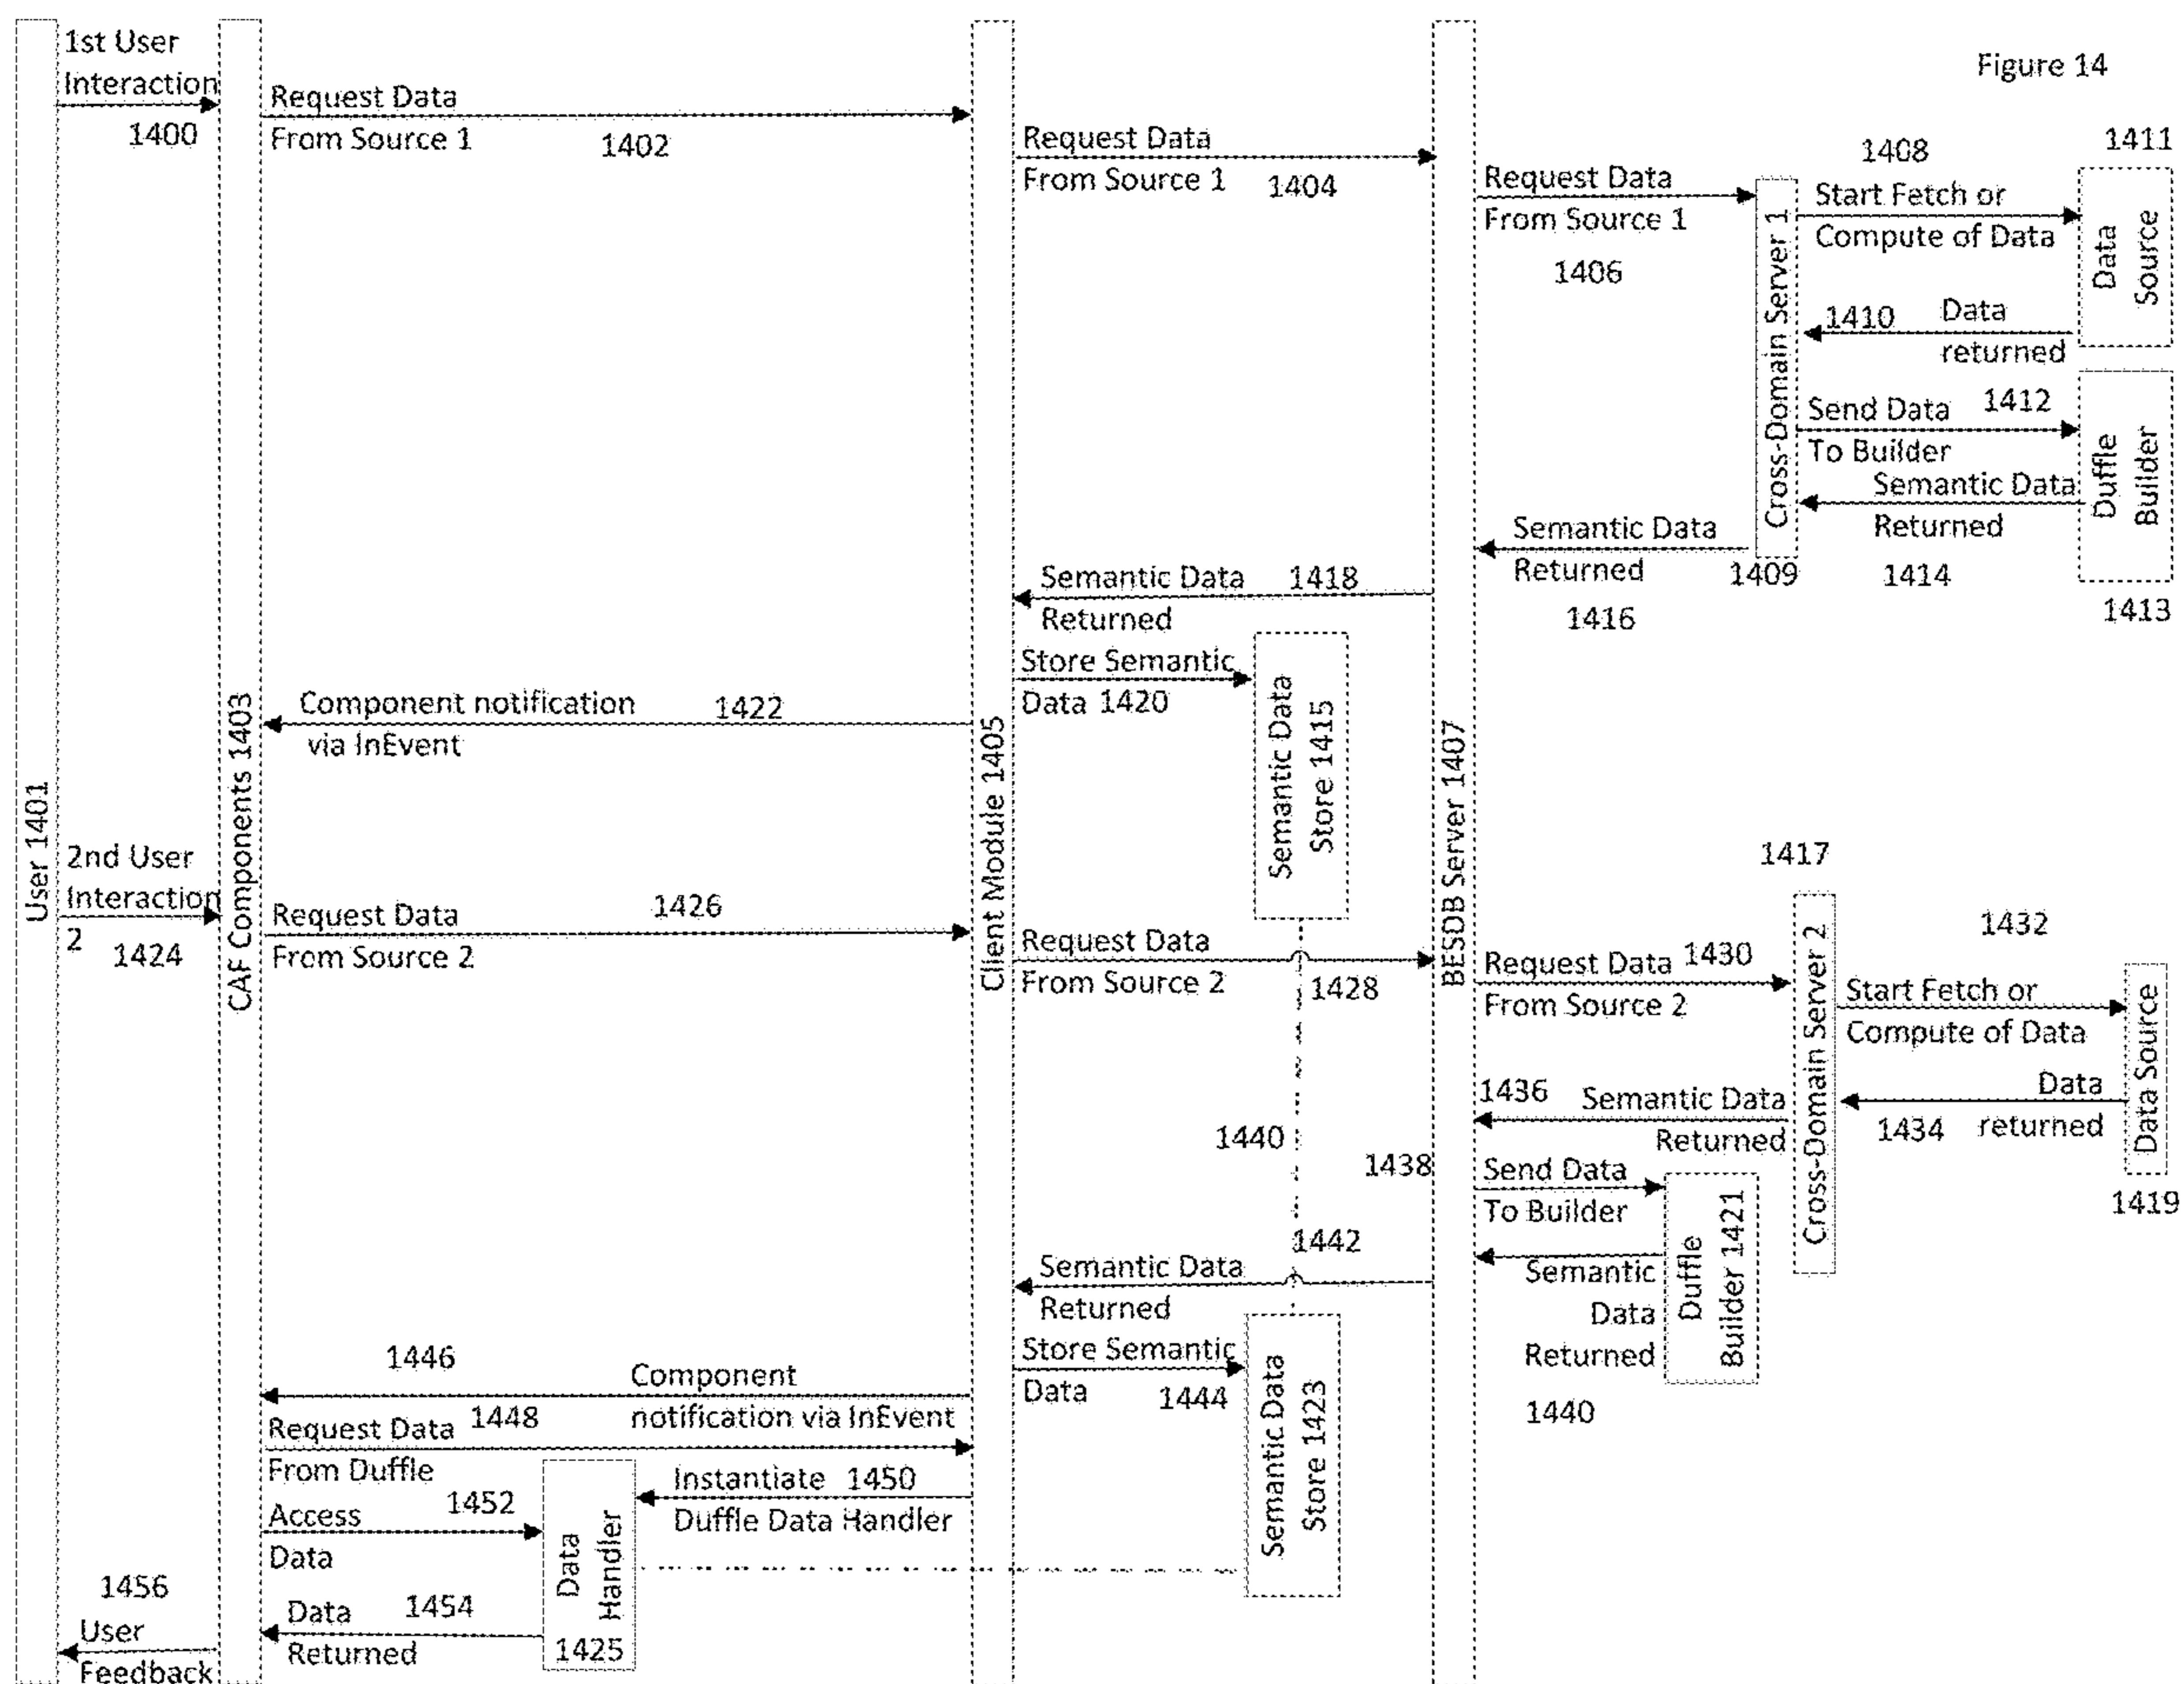 Figure 14
1st User
Interaction
1400
Request Data
From Source 1
1402
Request Data
From Source 1
1404
Request Data
From Source 1
1406
1408
Start Fetch or
Compute of Data
1411
Data
Source
1410
Data
returned
Cross-Domain Server 1
1412
Send Data
To Builder
Duffle
Builder
Semantic Data
Returned
1414
1413
1409
Semantic Data
Returned
1416
Semantic Data
Returned
1418
Store Semantic
Data 1420
Semantic Data
Store 1415
Component notification
via InEvent
1422
User 1401
CAF Components 1403
Client Module 1405
BESDB Server 1407
2nd User
Interaction
2
1424
Request Data
From Source 2
1426
Request Data
From Source 2
1428
Request Data
From Source 2
1430
1417
Cross-Domain Server 2
1432
Start Fetch or
Compute of Data
Data Source
Data
returned
1434
1419
1436
Semantic Data
Returned
1440
1438
Send Data
To Builder
Duffle
Builder 1421
Semantic
Data
Returned
1440
1442
Semantic Data
Returned
Store Semantic
Data
1444
Semantic Data
Store 1423
1446
Component
notification via InEvent
1448
Request Data
From Duffle
Instantiate 1450
Duffle Data Handler
1452
Access
Data
Data
Handler
1425
1454
Data
Returned
1456
User
Feedback